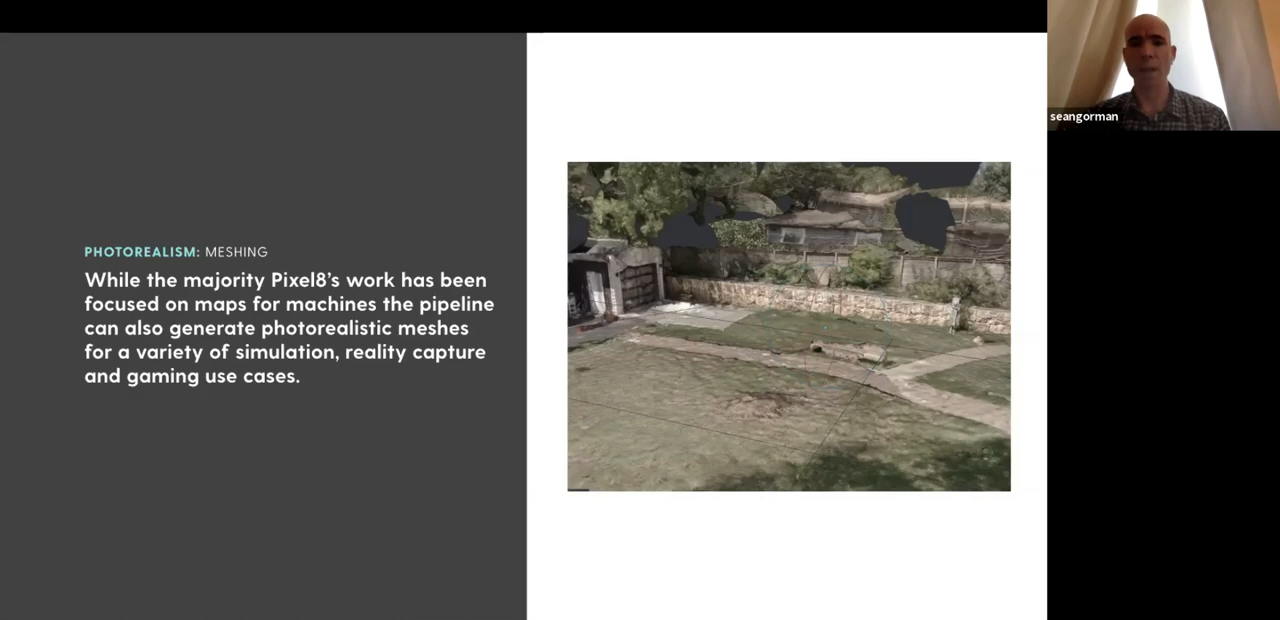 PHOTOREALISM: MESHING
While the majority Pixel8’s work has been
focused on maps for machines the pipeline
can also generate photorealistic meshes
for a variety of simulation, reality capture
and gaming use cases.
seangorman